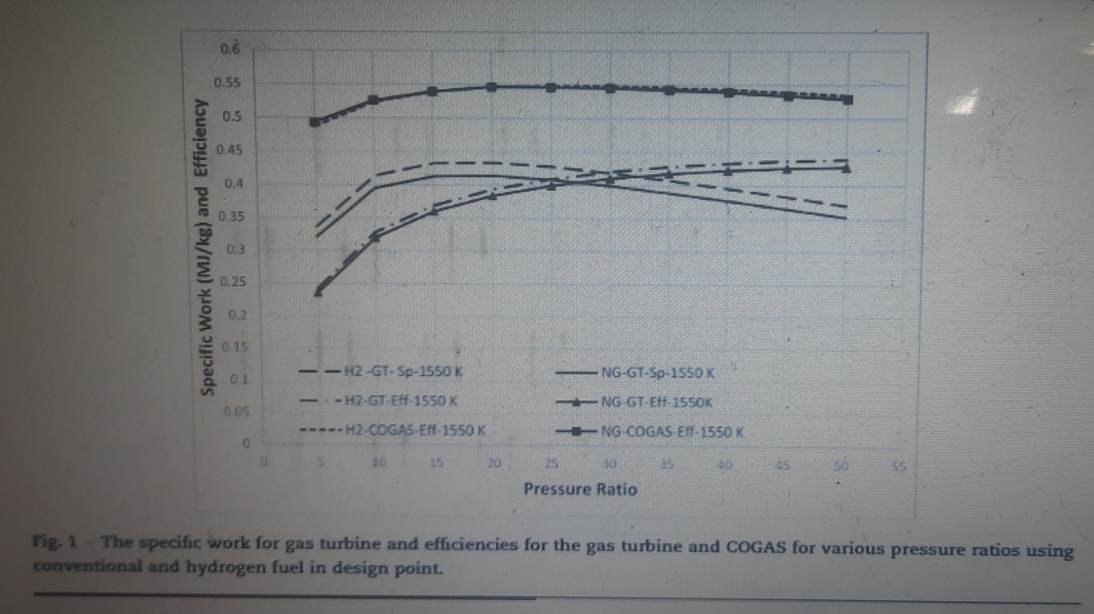 0.6
0.55
0.5
0.45
0.4
0.35
0.3
0.25
0.2
0.15
0.1
0.05
0
Specific Work (MJ/kg) and Efficiency
H2 -GT- Sp-1550 K
NG-GT-Sp-1550 K
H2-GT-Eff-1550 K
NG-GT-Eff-1550K
H2-COGAS-Eff-1550 K
NG-COGAS-Eff-1550 K
0 5 10 15 20 25 30 35 40 45 50 55
Pressure Ratio
Fig. 1 – The specific work for gas turbine and efficiencies for the gas turbine and COGAS for various pressure ratios using
conventional and hydrogen fuel in design point.